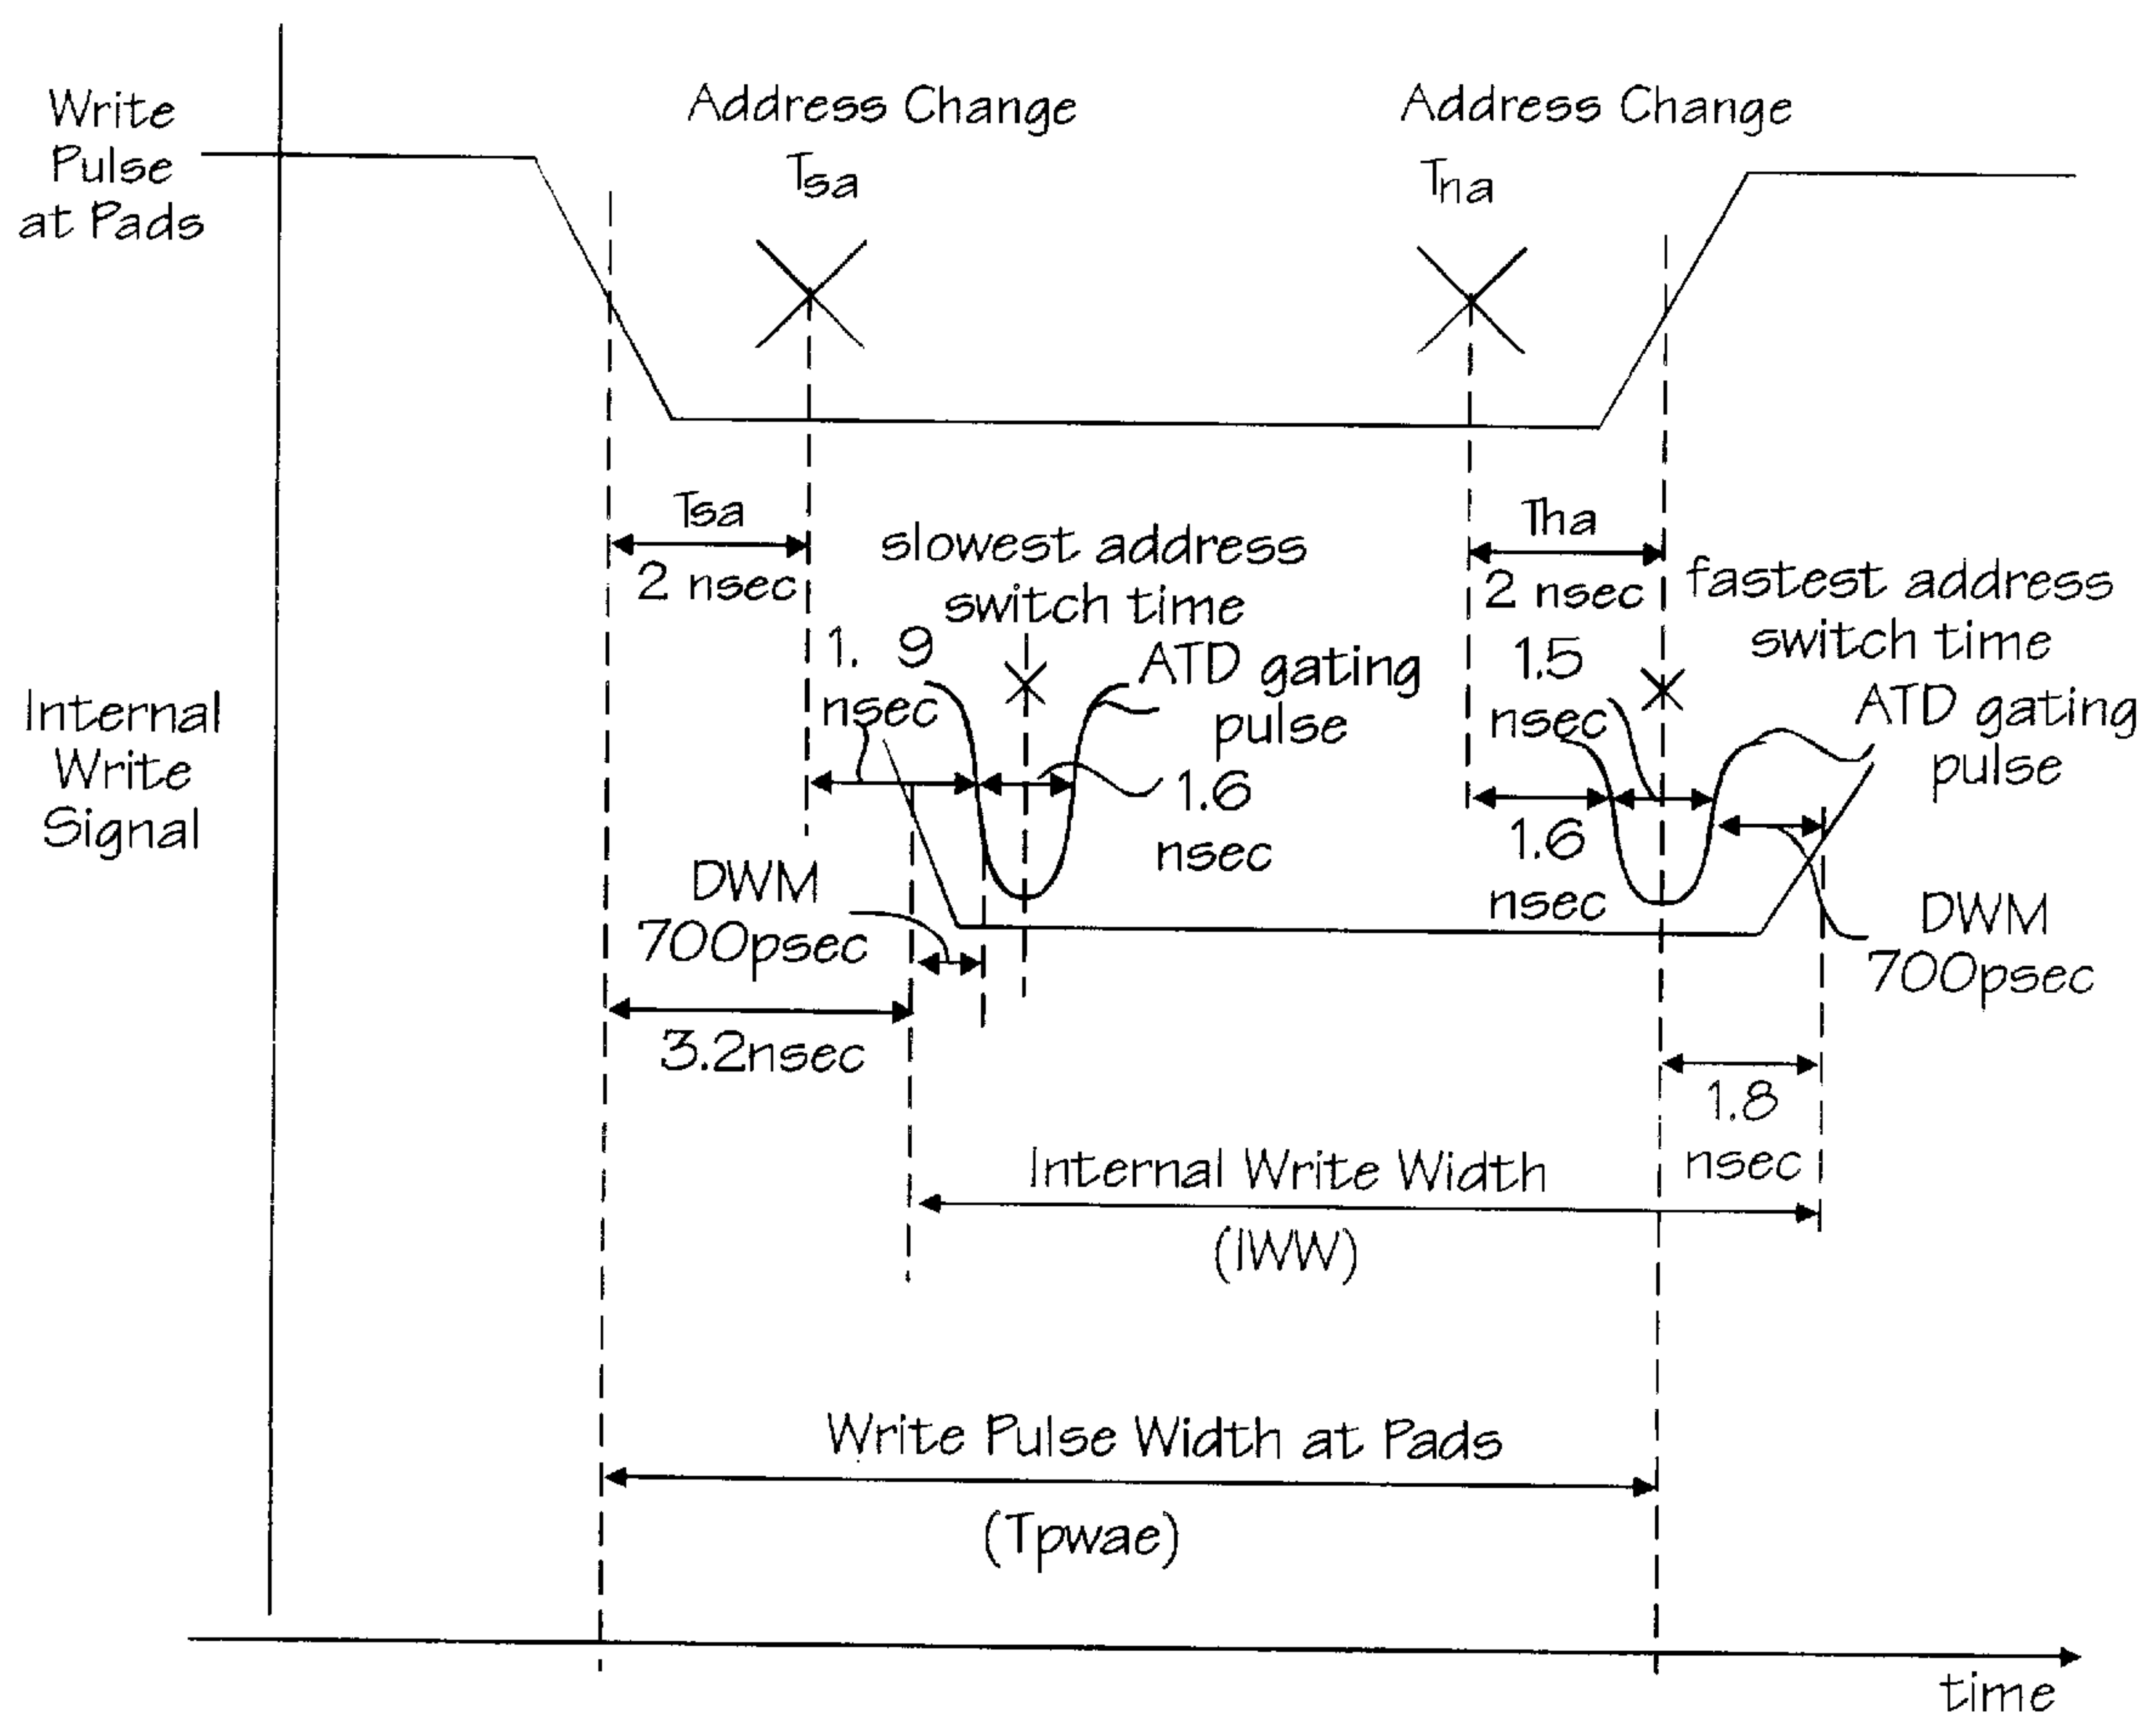 Write
Pulse
at Pads
Address Change
Tsa
Address Change
Tha
Tsa
2 nsec
slowest address
switch time
1. 9
nsec
ATD gating
pulse
1.6
nsec
Tha
2 nsec
fastest address
switch time
1.5
nsec
ATD gating
pulse
1.6
nsec
Internal
Write
Signal
DWM
700psec
DWM
700psec
3.2nsec
1.8
nsec
Internal Write Width
(IWW)
Write Pulse Width at Pads
(Tpwae)
time